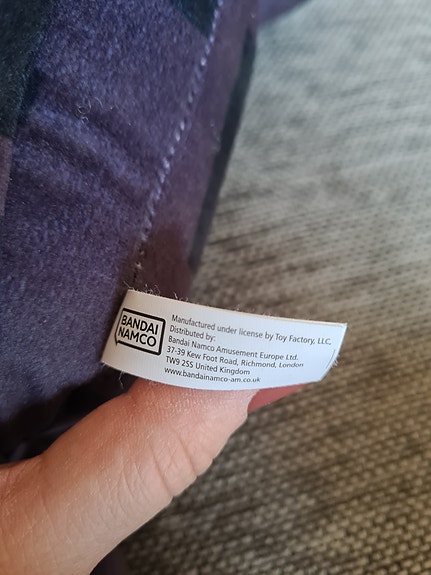 BANDAI
NAMCO
Manufactured under license by Toy Factory, LLC,
Distributed by:
Bandai Namco Amusement Europe Ltd.
37-39 Kew Foot Road, Richmond, London
TW9 2SS United Kingdom
www.bandainamco-am.co.uk